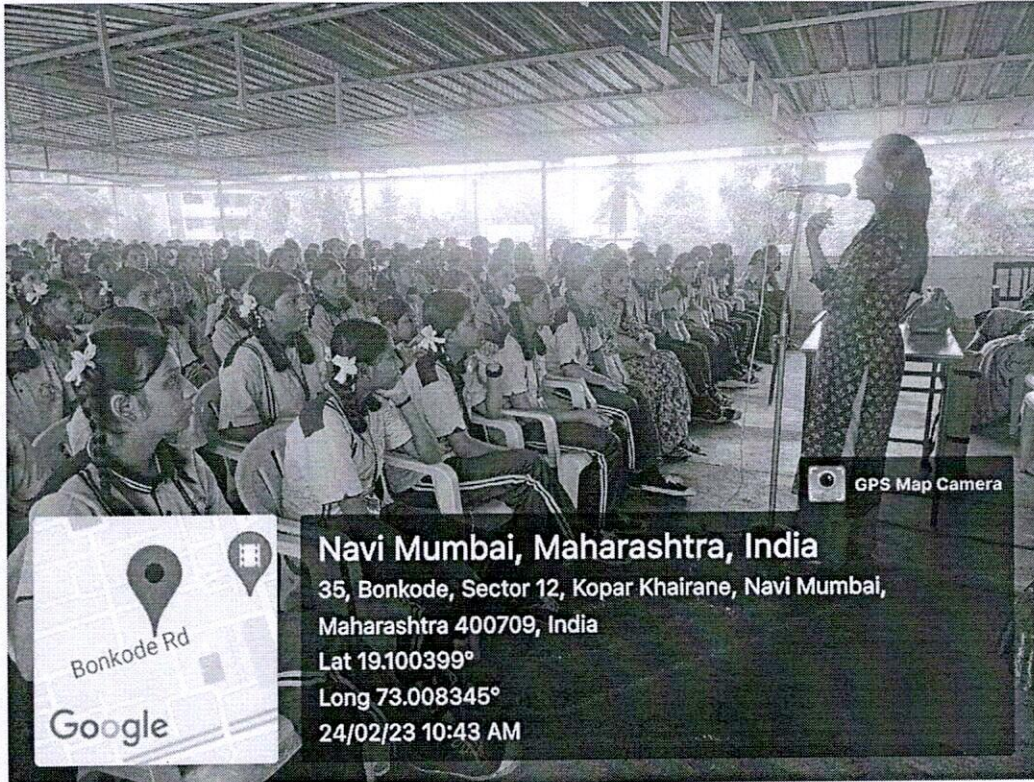 GPS Map Camera
Navi Mumbai, Maharashtra, India
35, Bonkode, Sector 12, Kopar Khairane, Navi Mumbai,
Maharashtra 400709, India
Lat 19.100399°
Long 73.008345°
24/02/23 10:43 AM
Bonkode Rd
Google